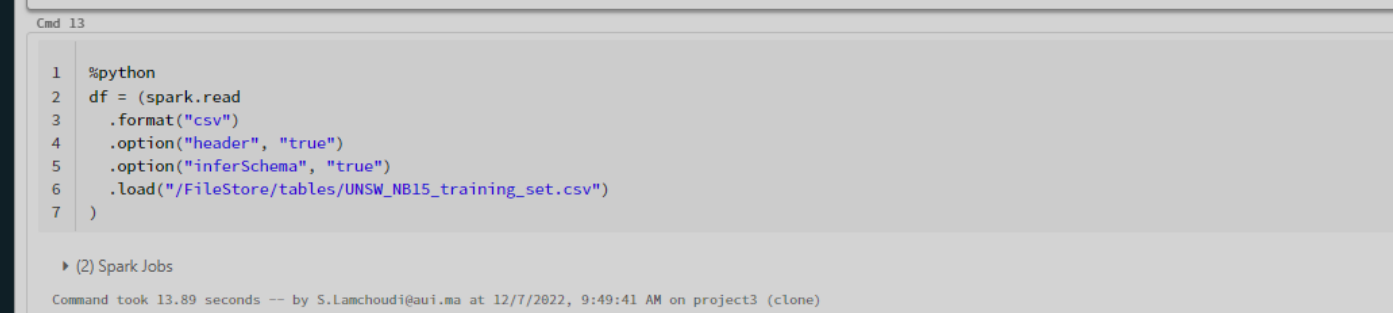 Cmd 13
1 %python
2 df = (spark.read
3 .format("csv")
4 .option("header", "true")
5 .option("inferSchema", "true")
6 .load("/FileStore/tables/UNSW_NB15_training_set.csv")
7 )
(2) Spark Jobs
Command took 13.89 seconds -- by S.Lamchoudi@aui.ma at 12/7/2022, 9:49:41 AM on project3 (clone)